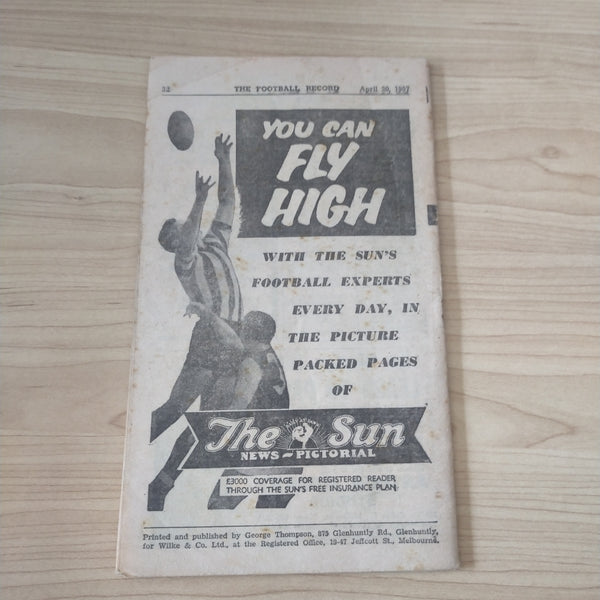 32 THE FOOTBALL RECORD April 20, 1957
YOU CAN
FLY
HIGH
WITH THE SUN'S
FOOTBALL EXPERTS
EVERY DAY, IN
THE PICTURE
PACKED PAGES
OF
The Sun
NEWS-PICTORIAL
£3000 COVERAGE FOR REGISTERED READER
THROUGH THE SUN'S FREE INSURANCE PLAN
Printed and published by George Thompson, 875 Glenhuntly Rd., Glenhuntly,
for Wilke & Co. Ltd., at the Registered Office, 19-47 Jeffcott St., Melbourne.